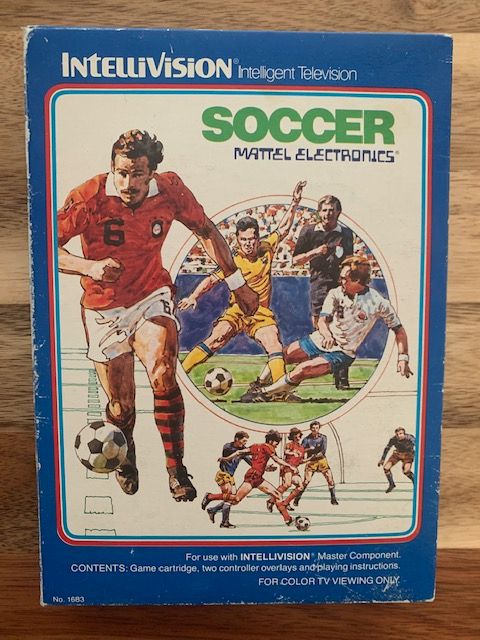 INTELLIVISION® Intelligent Television
SOCCER
MATTEL ELECTRONICS®
6
6
For use with INTELLIVISION® Master Component.
CONTENTS: Game cartridge, two controller overlays and playing instructions.
FOR COLOR TV VIEWING ONLY
No. 1683